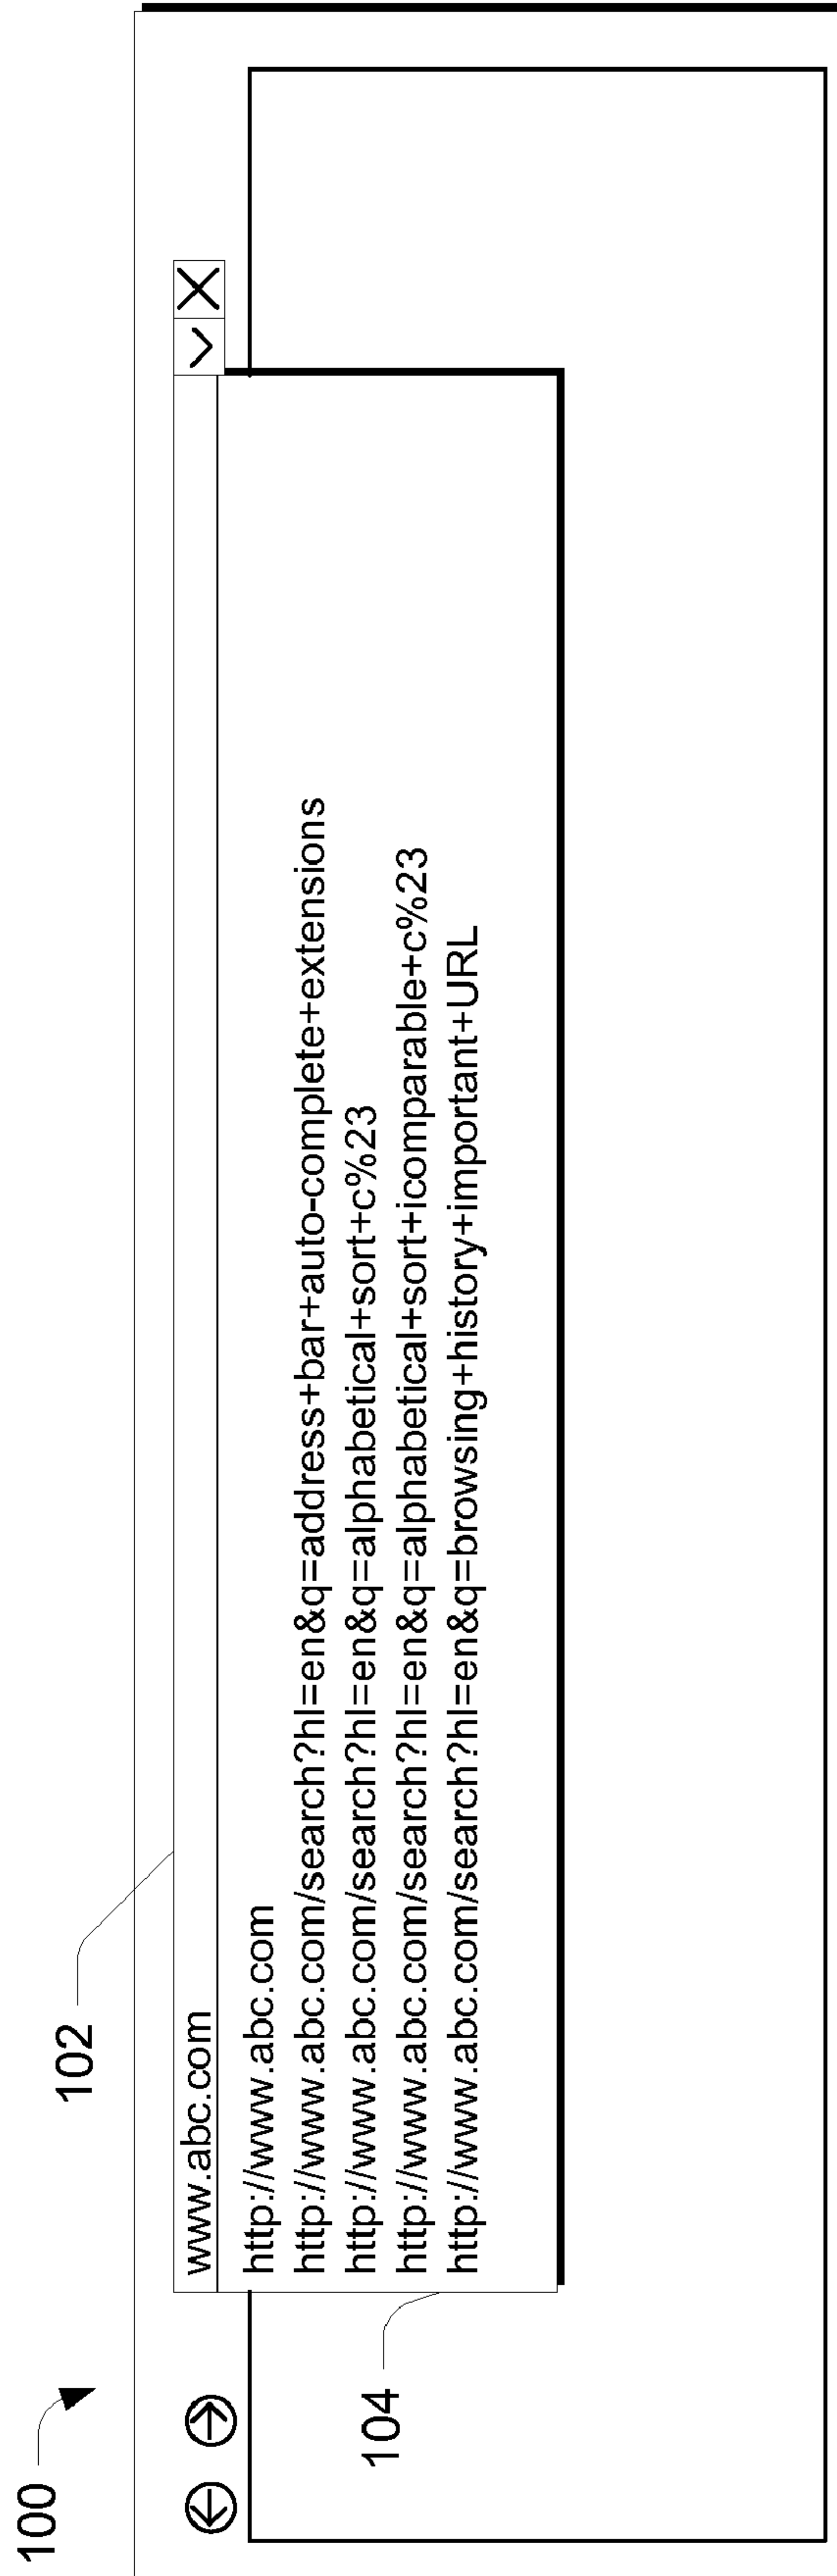 100
102
www.abc.com
http://www.abc.com
http://www.abc.com/search?hl=en&q=address+bar+auto-complete+extensions
http://www.abc.com/search?hl=en&q=alphabetical+sort+c%23
http://www.abc.com/search?hl=en&q=alphabetical+sort+icomparable+c%23
http://www.abc.com/search?hl=en&q=browsing+history+important+URL
104